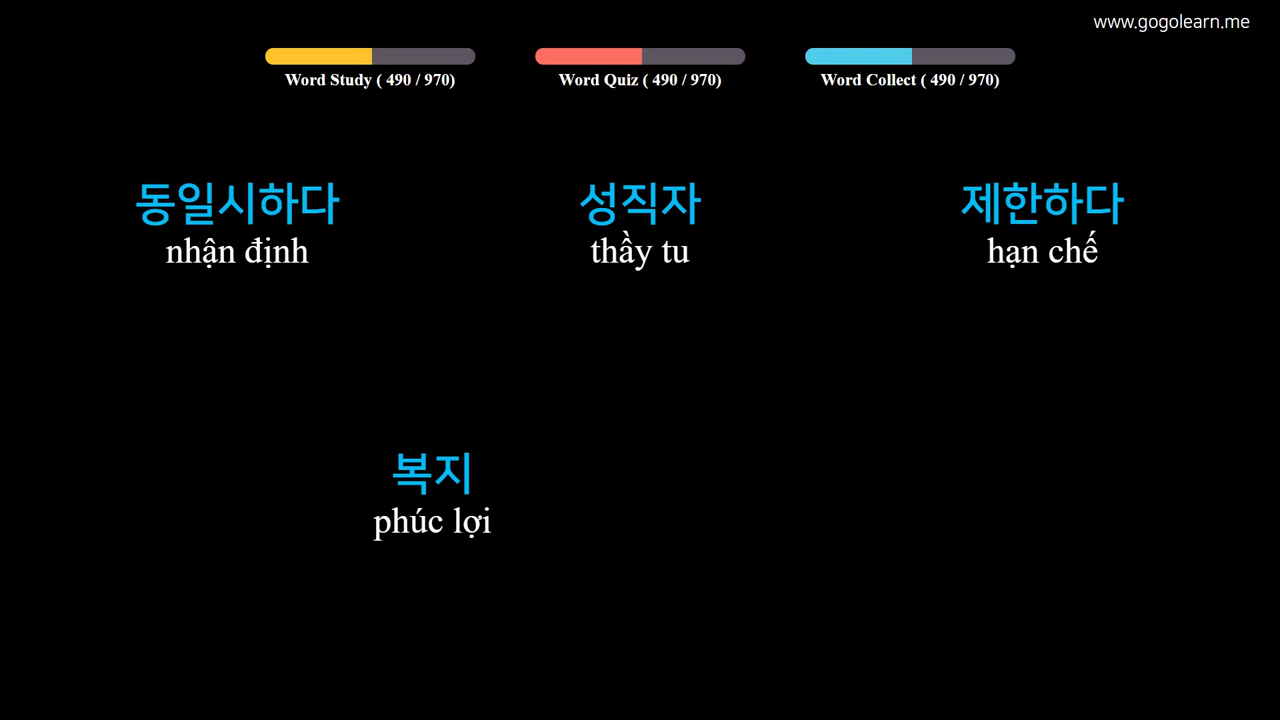 www.gogolearn.me
Word Study ( 490 / 970)
Word Quiz ( 490 / 970)
Word Collect ( 490 / 970)
동일시하다
nhận định
성직자
thầy tu
제한하다
hạn chế
복지
phúc lợi